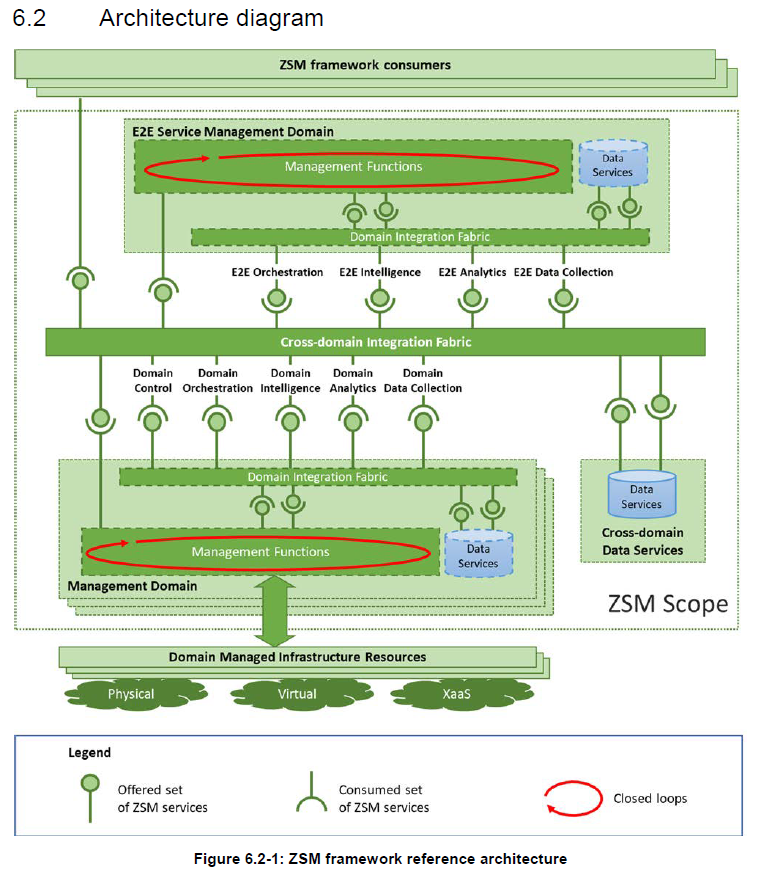 6.2 Architecture diagram
ZSM framework consumers
E2E Service Management Domain
Management Functions
Data
Services
Domain Integration Fabric
E2E Orchestration E2E Intelligence E2E Analytics E2E Data Collection
Cross-domain Integration Fabric
Domain
Control
Domain
Orchestration
Domain
Intelligence
Domain
Analytics
Domain
Data Collection
Domain Integration Fabric
Management Functions
Data
Services
Management Domain
Data
Services
Cross-domain
Data Services
ZSM Scope
Domain Managed Infrastructure Resources
Physical
Virtual
XaaS
Legend
Offered set
of ZSM services
Consumed set
of ZSM services
Closed loops
Figure 6.2-1: ZSM framework reference architecture